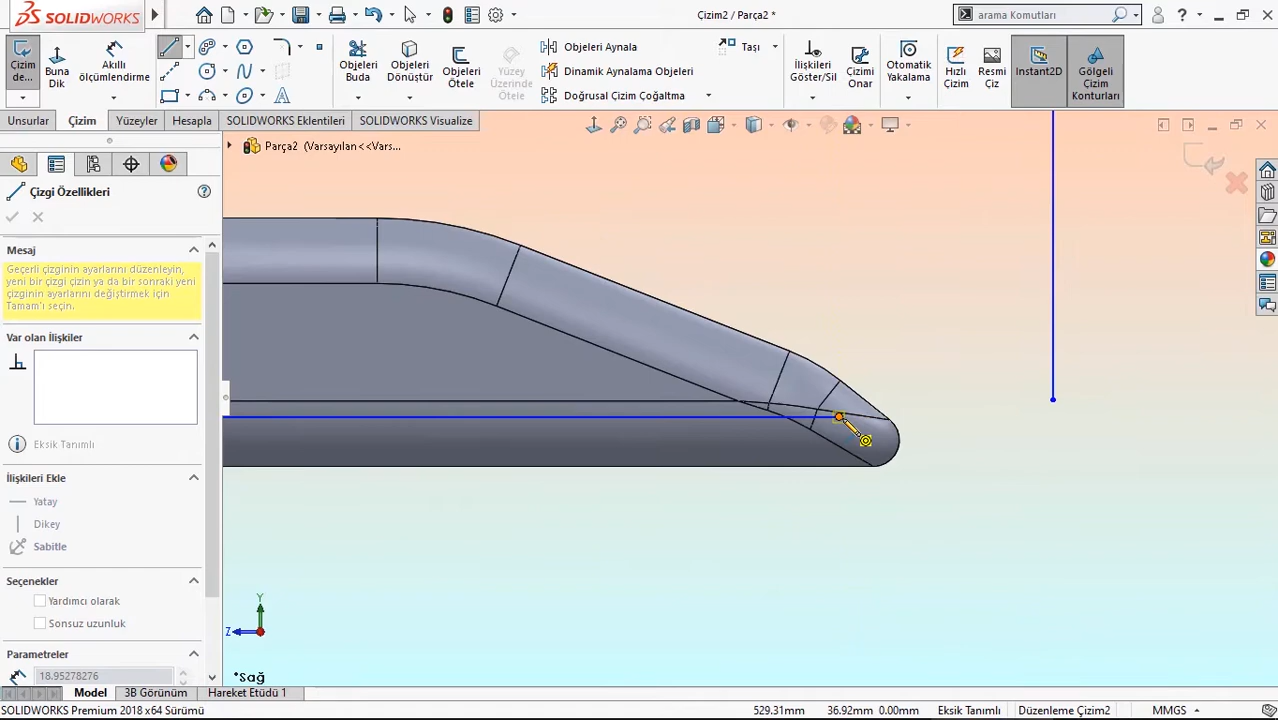 SOLIDWORKS
Çizim2 / Parça2 *
arama Komutları
Çizim de...
Buna Dik
Akıllı ölçümlendirme
Objeleri Buda
Objeleri Dönüştür
Objeleri Ötele
Yüzey Üzerinde Ötele
Objeleri Aynala
Dinamik Aynalama Objeleri
Doğrusal Çizim Çoğaltma
Taşı
İlişkileri Göster/Sil
Çizimi Onar
Otomatik Yakalama
Hızlı Çizim
Resmi Çiz
Instant2D
Gölgeli Çizim Konturları
Unsurlar
Çizim
Yüzeyler
Hesapla
SOLIDWORKS Eklentileri
SOLIDWORKS Visualize
Parça2 (Varsayılan<<Vars...
Çizgi Özellikleri
Mesaj
Geçerli çizginin ayarlarını düzenleyin,
yeni bir çizgi çizin ya da bir sonraki yeni
çizginin ayarlarını değiştirmek için
Tamam'ı seçin.
Var olan İlişkiler
Eksik Tanımlı
İlişkileri Ekle
Yatay
Dikey
Sabitle
Seçenekler
Yardımcı olarak
Sonsuz uzunluk
Parametreler
18.95278276
Y
Z
*Sağ
Model
3B Görünüm
Hareket Etüdü 1
SOLIDWORKS Premium 2018 x64 Sürümü
529.31mm
36.92mm 0.00mm
Eksik Tanımlı
Düzenleme Çizim2
MMGS